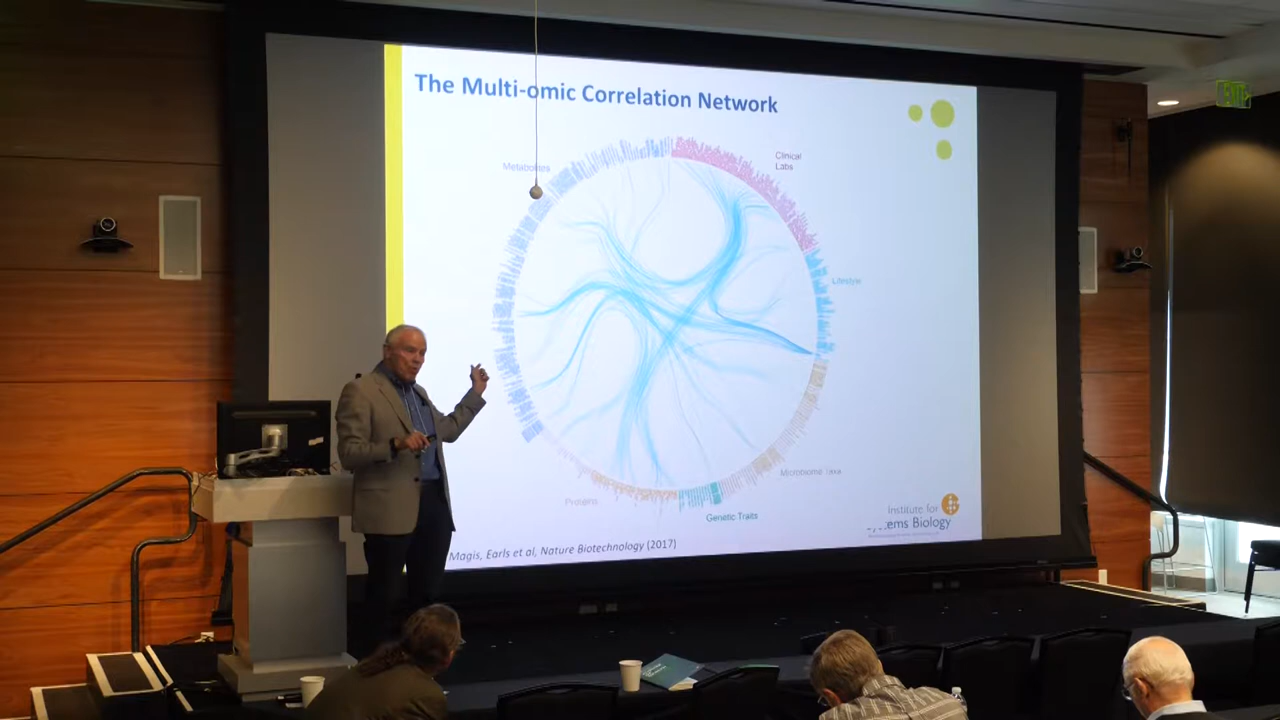 The Multi-omic Correlation Network
Metabolites
Clinical
Labs
Lifestyle
Microbiome Taxa
Proteins
Genetic Traits
Institute for
Systems Biology
Magis, Earls et al, Nature Biotechnology (2017)
EXIT